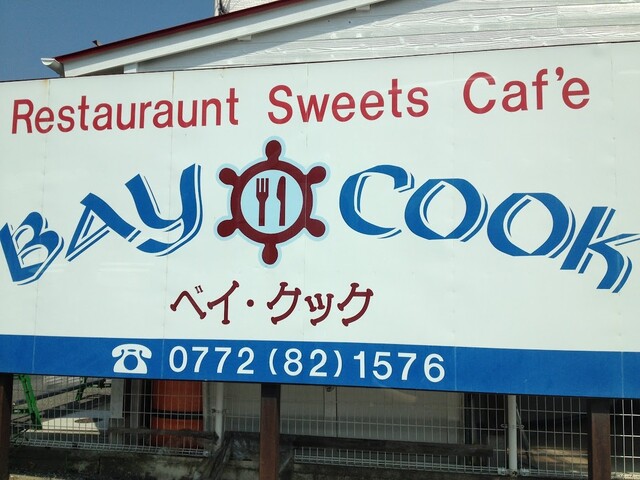 Restauraunt Sweets Caf'e
BAY COOK
ベイ・クック
☎ 0772(82)1576